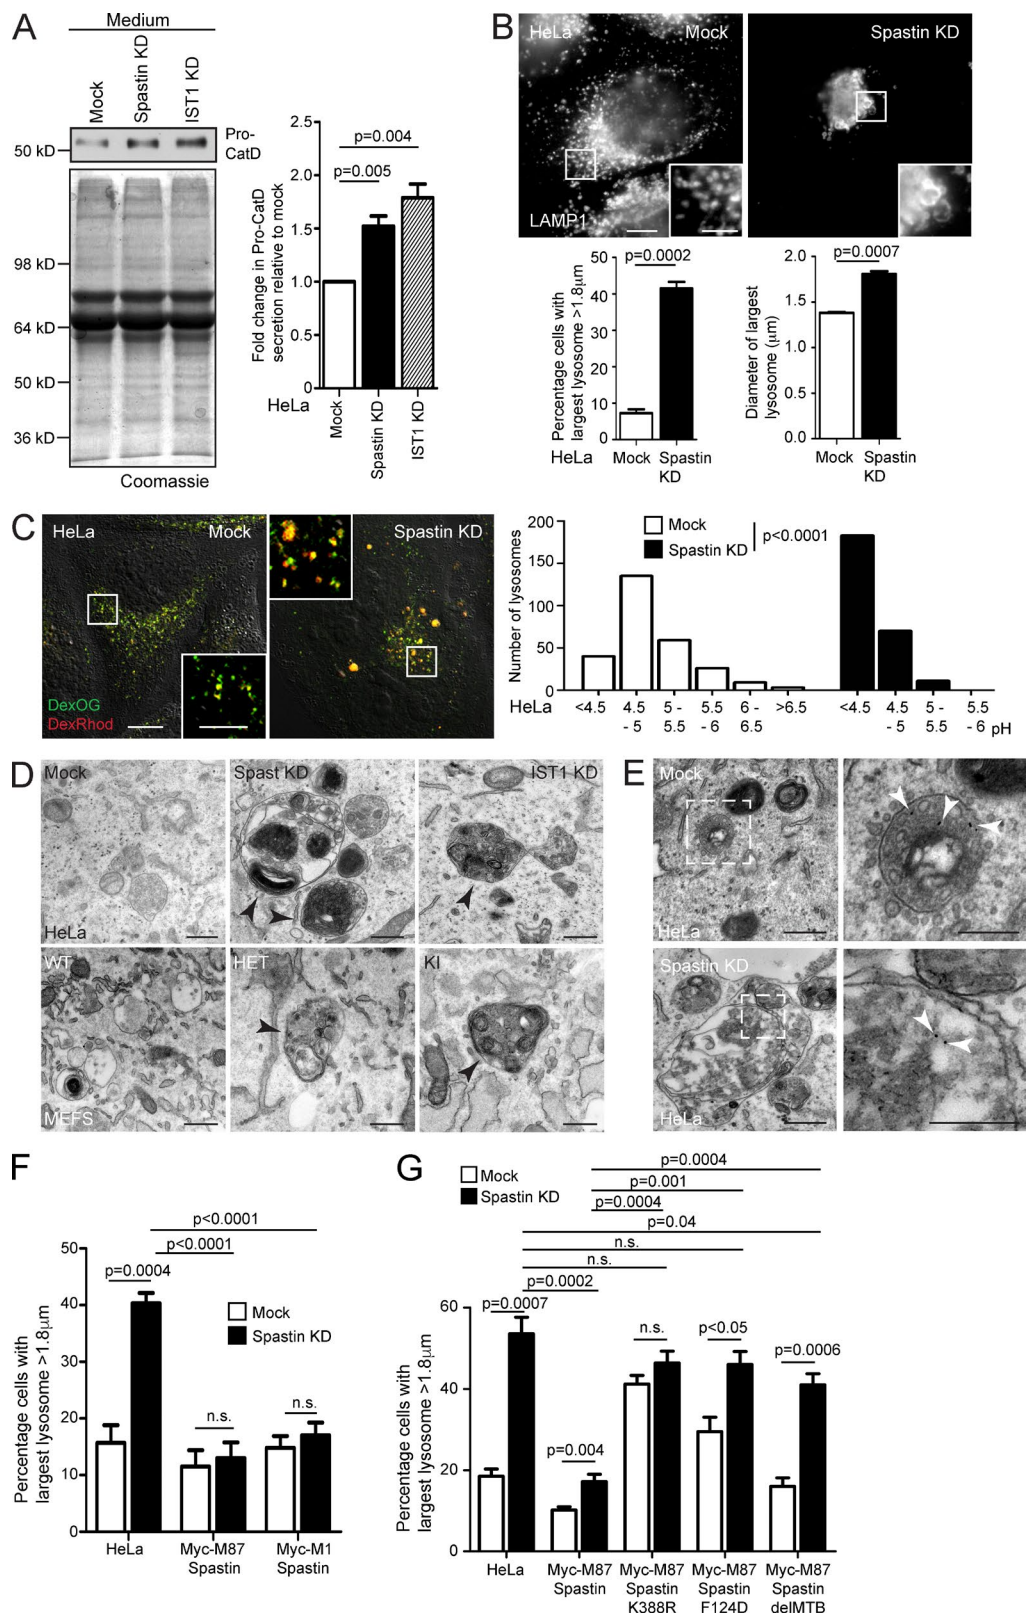 A
Medium
Mock
Spastin KD
IST1 KD
50 kD
Pro-
CatD
98 kD
64 kD
50 kD
36 kD
Coomassie
Fold change in Pro-CatD
secretion relative to mock
2.5
2.0
1.5
1.0
0.5
0
p=0.004
p=0.005
HeLa
Mock
Spastin KD
IST1 KD
B
HeLa
Mock
Spastin KD
LAMP1
Percentage cells with
largest lysosome >1.8μm
50
40
30
20
10
0
p=0.0002
HeLa
Mock
Spastin
KD
Diameter of largest
lysosome (μm)
2.0
1.5
1.0
0.5
0.0
p=0.0007
Mock
Spastin
KD
C
HeLa
Mock
Spastin KD
DexOG
DexRhod
Number of lysosomes
200
150
100
50
0
Mock
Spastin KD
p<0.0001
HeLa
<4.5
4.5
- 5
5 -
5.5
5.5
- 6
6 -
6.5
>6.5
<4.5
4.5
- 5
5 -
5.5
5.5
- 6
pH
D
Mock
HeLa
Spast KD
IST1 KD
WT
MEFS
HET
KI
E
Mock
HeLa
Spastin KD
HeLa
F
Percentage cells with
largest lysosome >1.8μm
50
40
30
20
10
0
p<0.0001
p<0.0001
p=0.0004
Mock
Spastin KD
n.s.
n.s.
HeLa
Myc-M87
Spastin
Myc-M1
Spastin
G
Mock
Spastin KD
p=0.0004
p=0.001
p=0.0004
p=0.04
n.s.
n.s.
p=0.0002
p=0.0007
p=0.004
n.s.
p<0.05
p=0.0006
Percentage cells with
largest lysosome >1.8μm
60
40
20
0
HeLa
Myc-M87
Spastin
Myc-M87
Spastin
K388R
Myc-M87
Spastin
F124D
Myc-M87
Spastin
delMTB